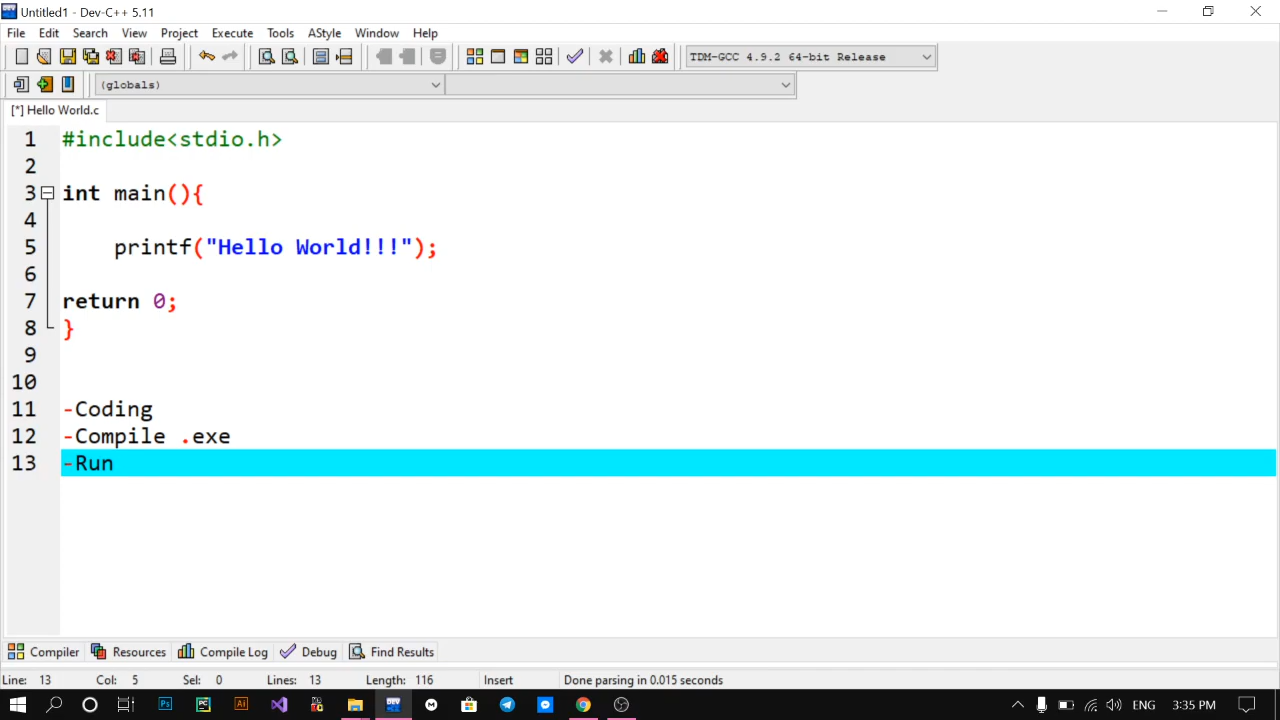 Untitled1 - Dev-C++ 5.11
File Edit Search View Project Execute Tools AStyle Window Help
TDM-GCC 4.9.2 64-bit Release
(globals)
[*] Hello World.c
1 #include<stdio.h>
2
3 int main(){
4
5 printf("Hello World!!!");
6
7 return 0;
8 }
9
10
11 -Coding
12 -Compile .exe
13 -Run
Compiler Resources Compile Log Debug Find Results
Line: 13 Col: 5 Sel: 0 Lines: 13 Length: 116 Insert Done parsing in 0.015 seconds
Ps PC Ai DEV M ENG 3:35 PM